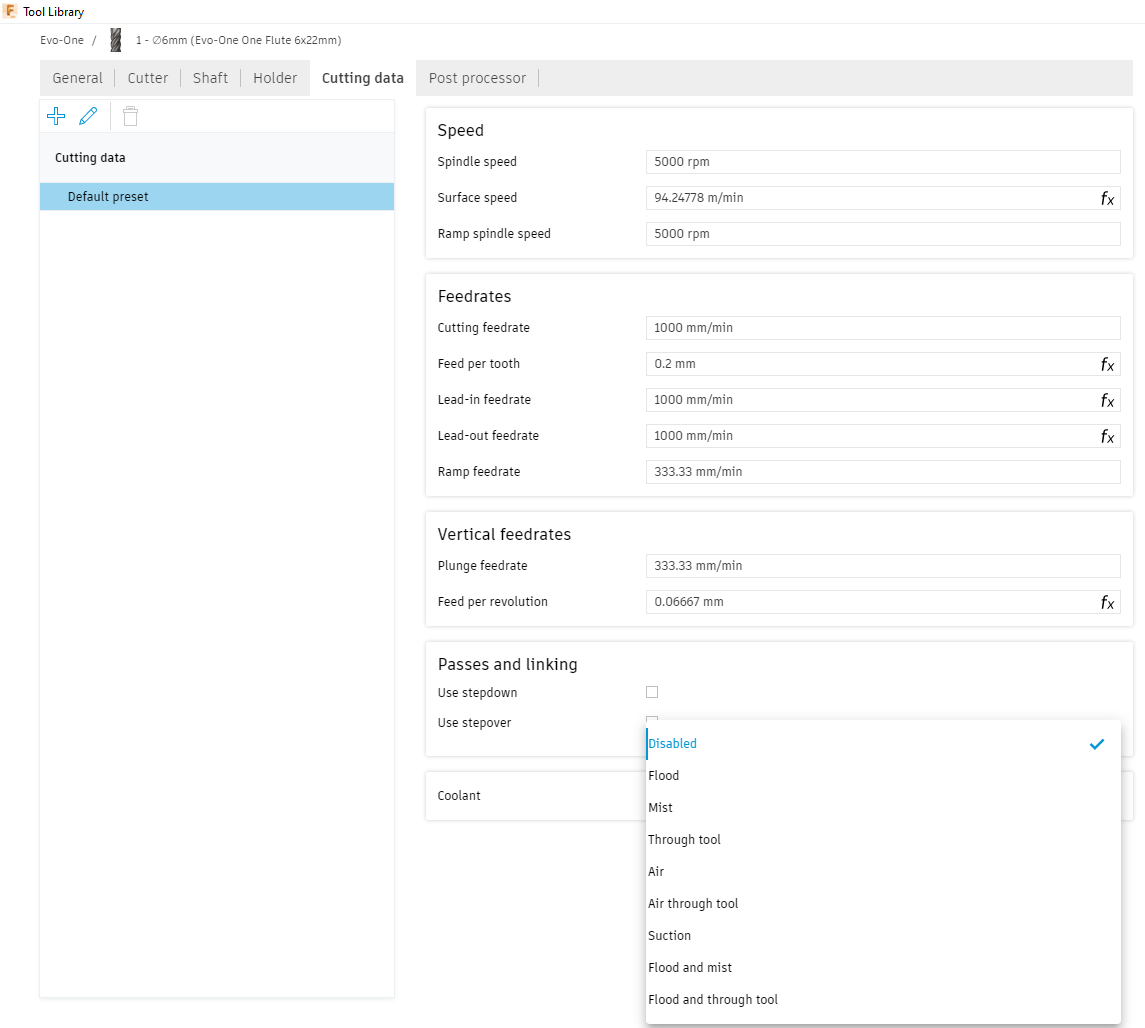 Tool Library
Evo-One / 1 - ∅6mm (Evo-One One Flute 6x22mm)
General Cutter Shaft Holder Cutting data Post processor
Cutting data
Default preset
Speed
Spindle speed 5000 rpm
Surface speed 94.24778 m/min fx
Ramp spindle speed 5000 rpm
Feedrates
Cutting feedrate 1000 mm/min
Feed per tooth 0.2 mm fx
Lead-in feedrate 1000 mm/min fx
Lead-out feedrate 1000 mm/min fx
Ramp feedrate 333.33 mm/min
Vertical feedrates
Plunge feedrate 333.33 mm/min
Feed per revolution 0.06667 mm fx
Passes and linking
Use stepdown
Use stepover
Coolant
Disabled
Flood
Mist
Through tool
Air
Air through tool
Suction
Flood and mist
Flood and through tool